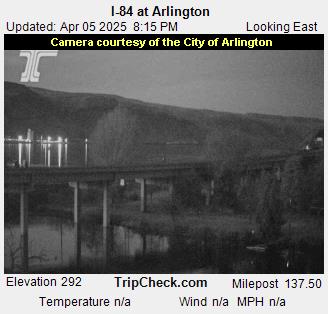 I-84 at Arlington
Updated: Apr 05 2025 8:15 PM Looking East
Camera courtesy of the City of Arlington
Elevation 292 TripCheck.com Milepost 137.50
Temperature n/a Wind n/a MPH n/a